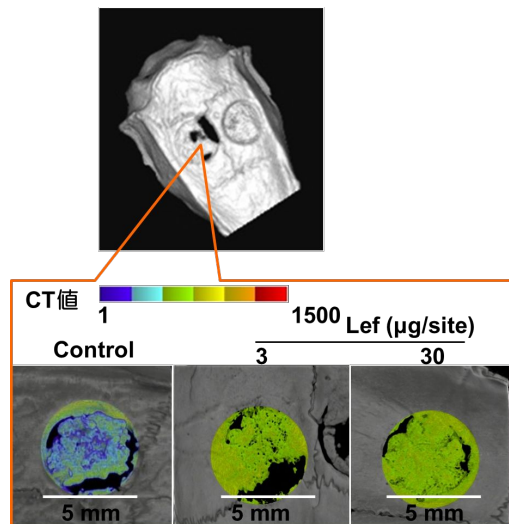 CT値
1 1500
Lef (µg/site)
Control 3 30
5 mm 5 mm 5 mm